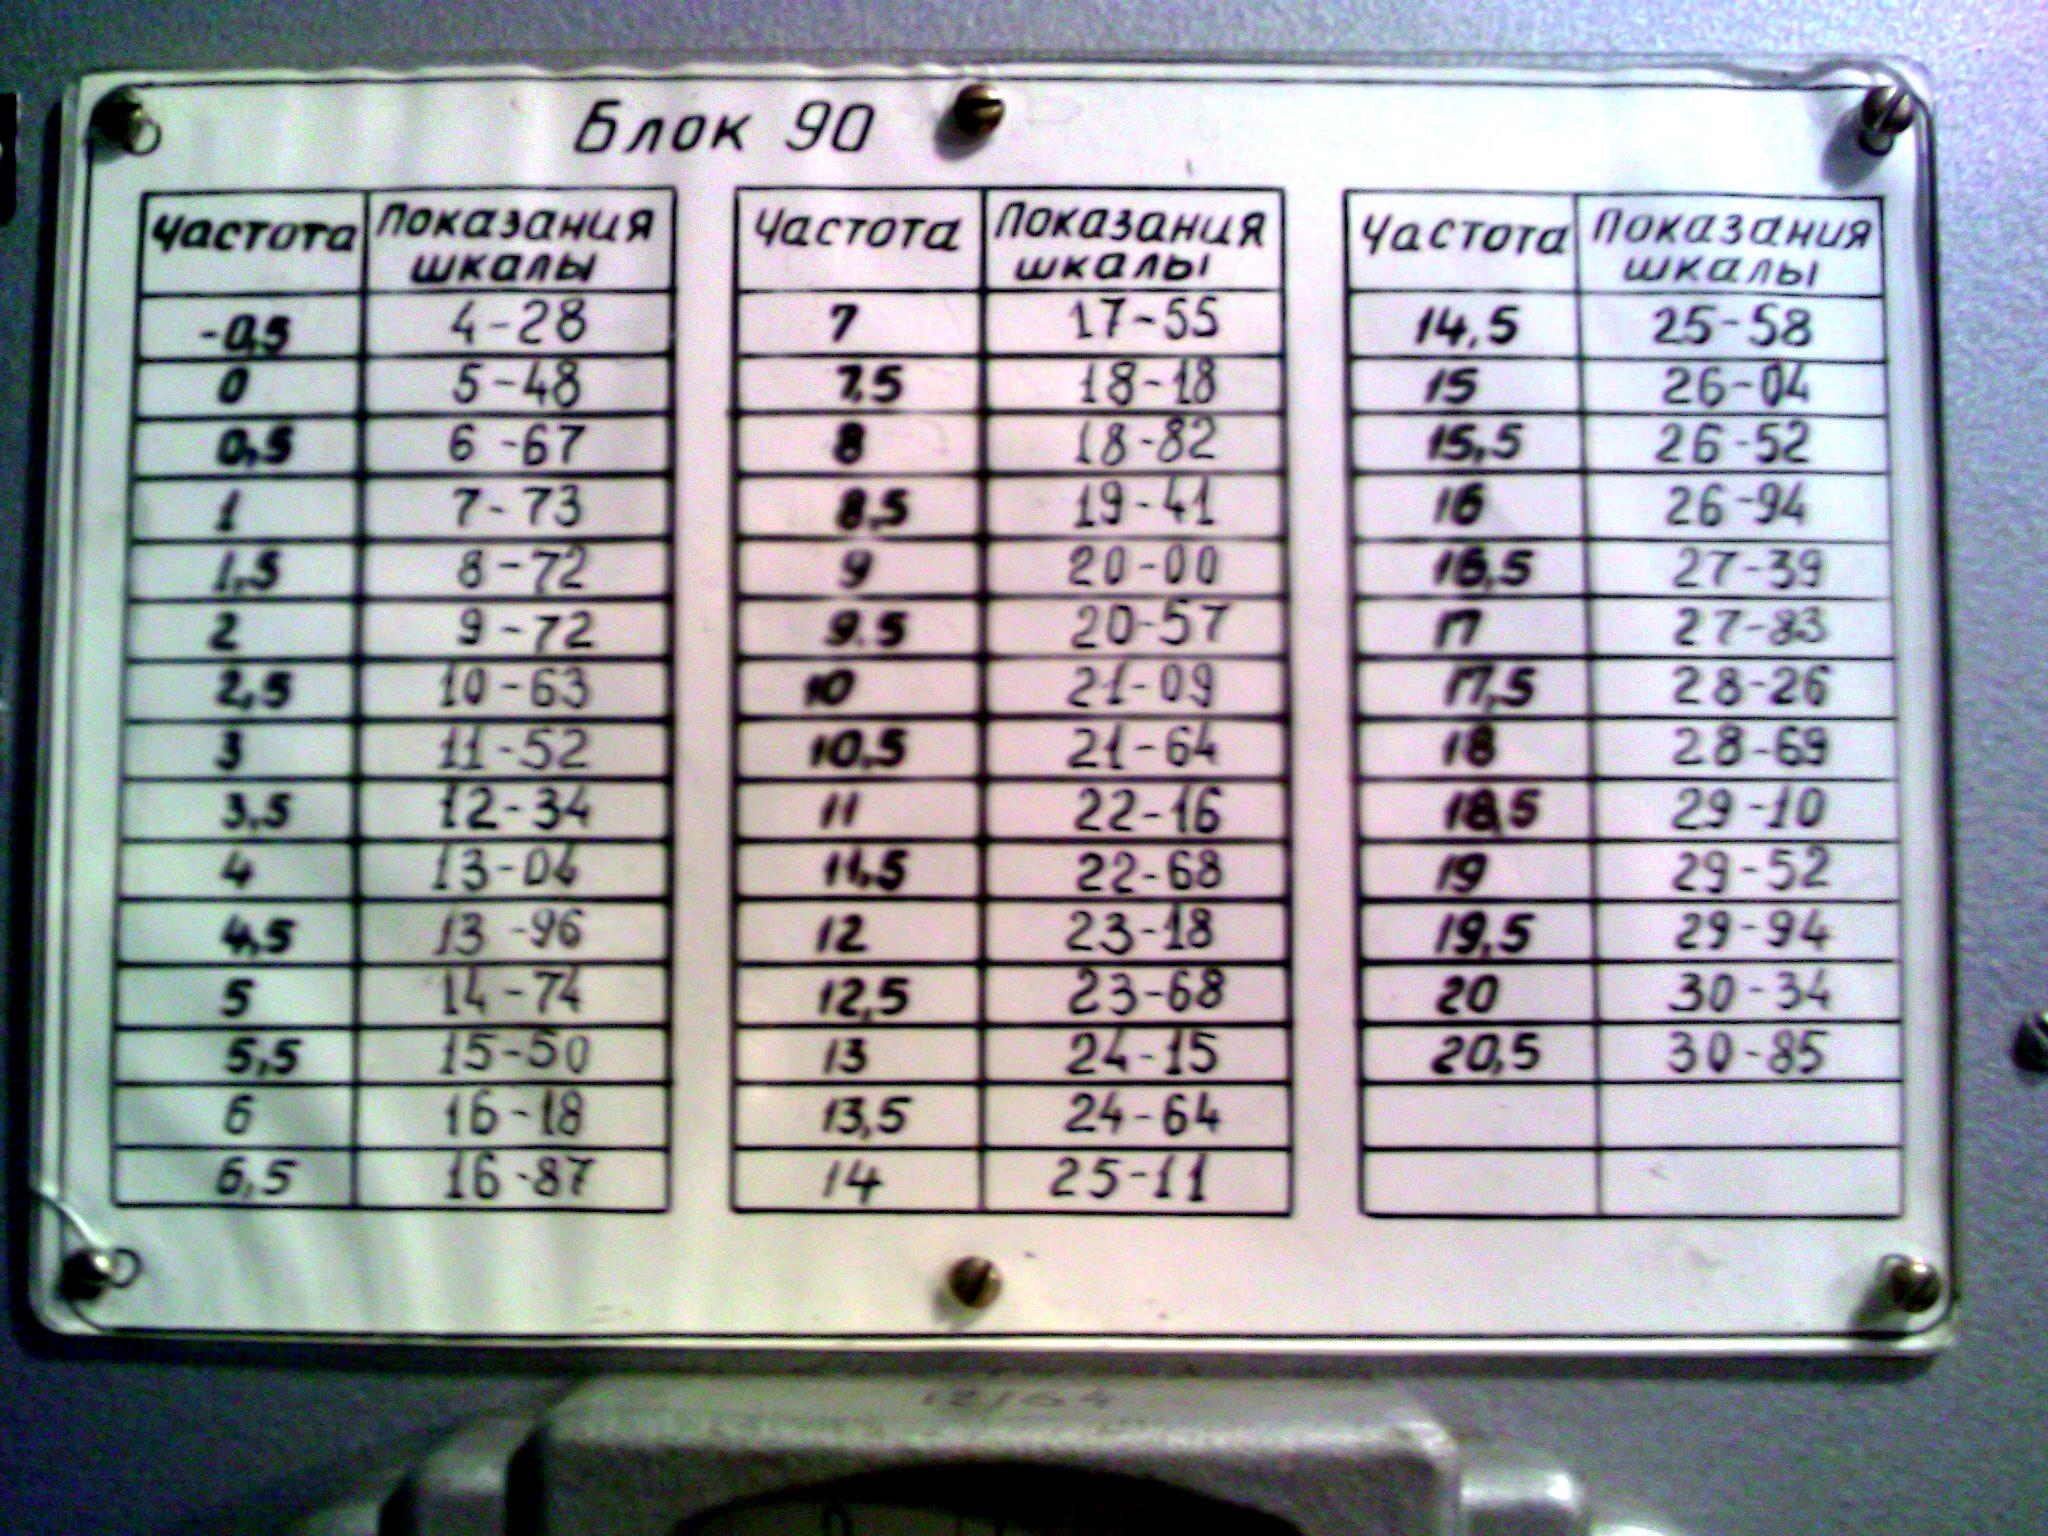 Блок 90
Частота Показания шкалы Частота Показания шкалы Частота Показания шкалы
-0,5 4-28 7 17-55 14,5 25-58
0 5-48 7,5 18-18 15 26-04
0,5 6-67 8 18-82 15,5 26-52
1 7-73 8,5 19-41 16 26-94
1,5 8-72 9 20-00 16,5 27-39
2 9-72 9,5 20-57 17 27-83
2,5 10-63 10 21-09 17,5 28-26
3 11-52 10,5 21-64 18 28-69
3,5 12-34 11 22-16 18,5 29-10
4 13-04 11,5 22-68 19 29-52
4,5 13-96 12 23-18 19,5 29-94
5 14-74 12,5 23-68 20 30-34
5,5 15-50 13 24-15 20,5 30-85
6 16-18 13,5 24-64
6,5 16-87 14 25-11